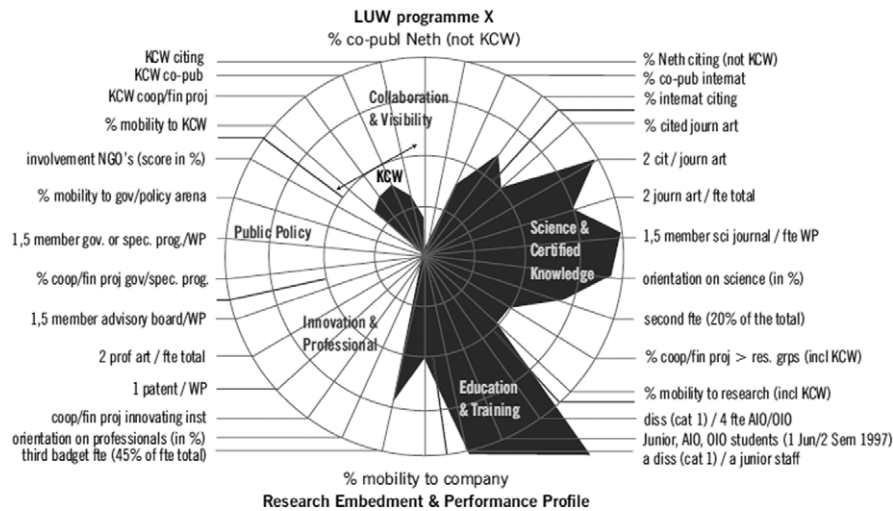 LUW programme X
% co-publ Neth (not KCW)
KCW citing
KCW co-pub
KCW coop/fin proj
% mobility to KCW
involvement NGO's (score in %)
% mobility to gov/policy arena
1,5 member gov. or spec. prog./WP
% coop/fin proj gov/spec. prog.
1,5 member advisory board/WP
2 prof art / fte total
1 patent / WP
coop/fin proj innovating inst
orientation on professionals (in %)
third badget fte (45% of fte total)
Collaboration
& Visibility
KCW
Public Policy
Science &
Certified
Knowledge
Innovation &
Professional
Education
& Training
% Neth citing (not KCW)
% co-pub internat
% internat citing
% cited journ art
2 cit / journ art
2 journ art / fte total
1,5 member sci journal / fte WP
orientation on science (in %)
second fte (20% of the total)
% coop/fin proj > res. grps (incl KCW)
% mobility to research (incl KCW)
diss (cat 1) / 4 fte AIO/OIO
Junior, AIO, OIO students (1 Jun/2 Sem 1997)
a diss (cat 1) / a junior staff
% mobility to company
Research Embedment & Performance Profile